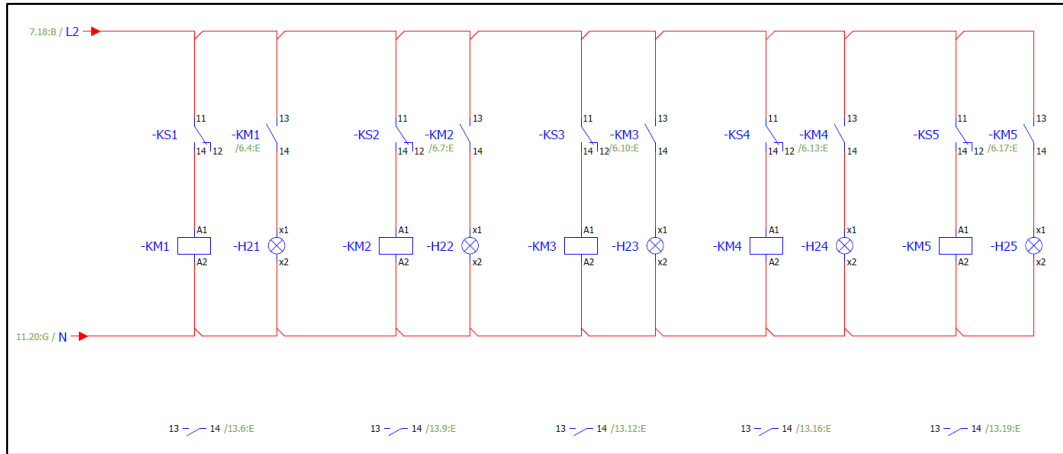 7.18:B / L2
11 13 11 13 11 13 11 13 11 13
-KS1 -KM1 -KS2 -KM2 -KS3 -KM3 -KS4 -KM4 -KS5 -KM5
/6.4:E /6.7:E /6.10:E /6.13:E /6.17:E
14 12 14 14 12 14 14 12 14 14 12 14 14 12 14
A1 x1 A1 x1 A1 x1 A1 x1 A1 x1
-KM1 -H21 -KM2 -H22 -KM3 -H23 -KM4 -H24 -KM5 -H25
A2 x2 A2 x2 A2 x2 A2 x2 A2 x2
11.20:G / N
13 14 /13.6:E 13 14 /13.9:E 13 14 /13.12:E 13 14 /13.16:E 13 14 /13.19:E